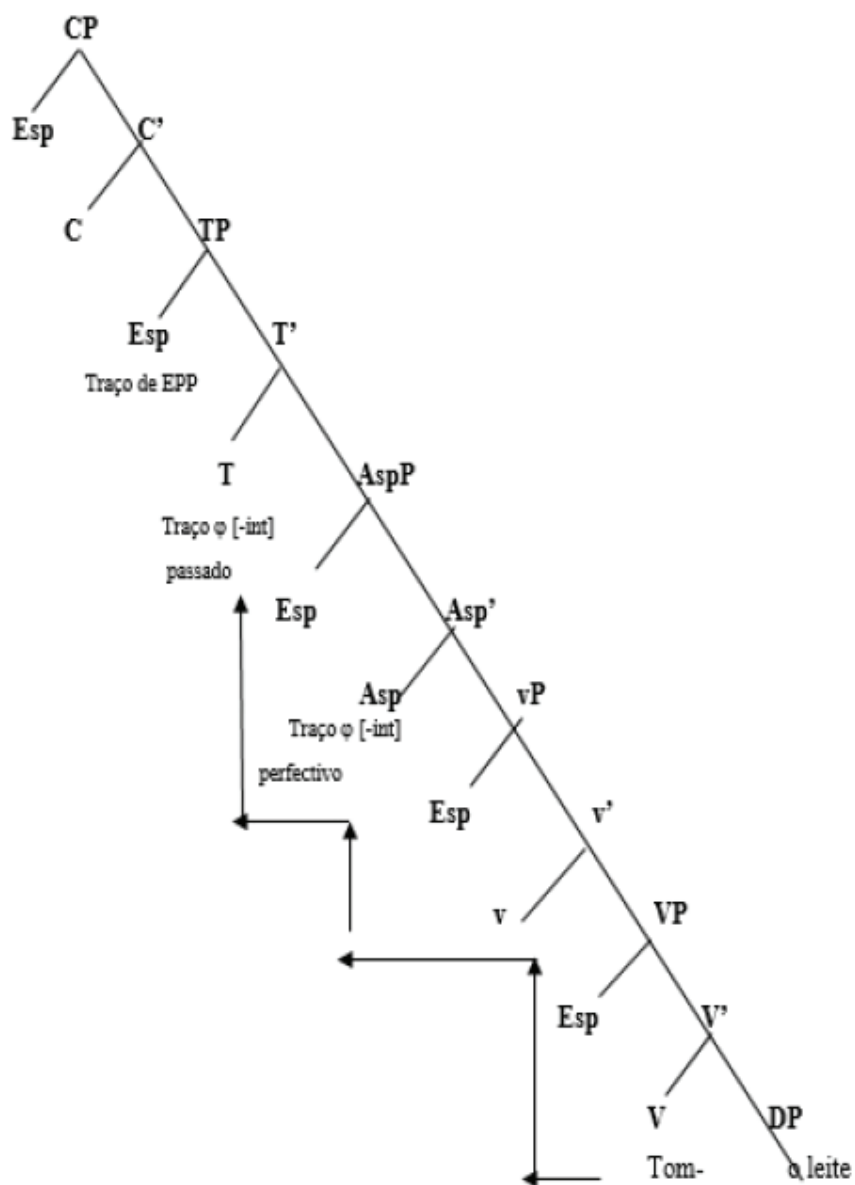 CP
Esp
C’
C
TP
Esp
T’
Traço de EPP
T
AspP
Traço φ [-int]
passado
Esp
Asp’
Asp
vP
Traço φ [-int]
perfectivo
Esp
v’
v
VP
Esp
V’
V
DP
Tom-
o leite